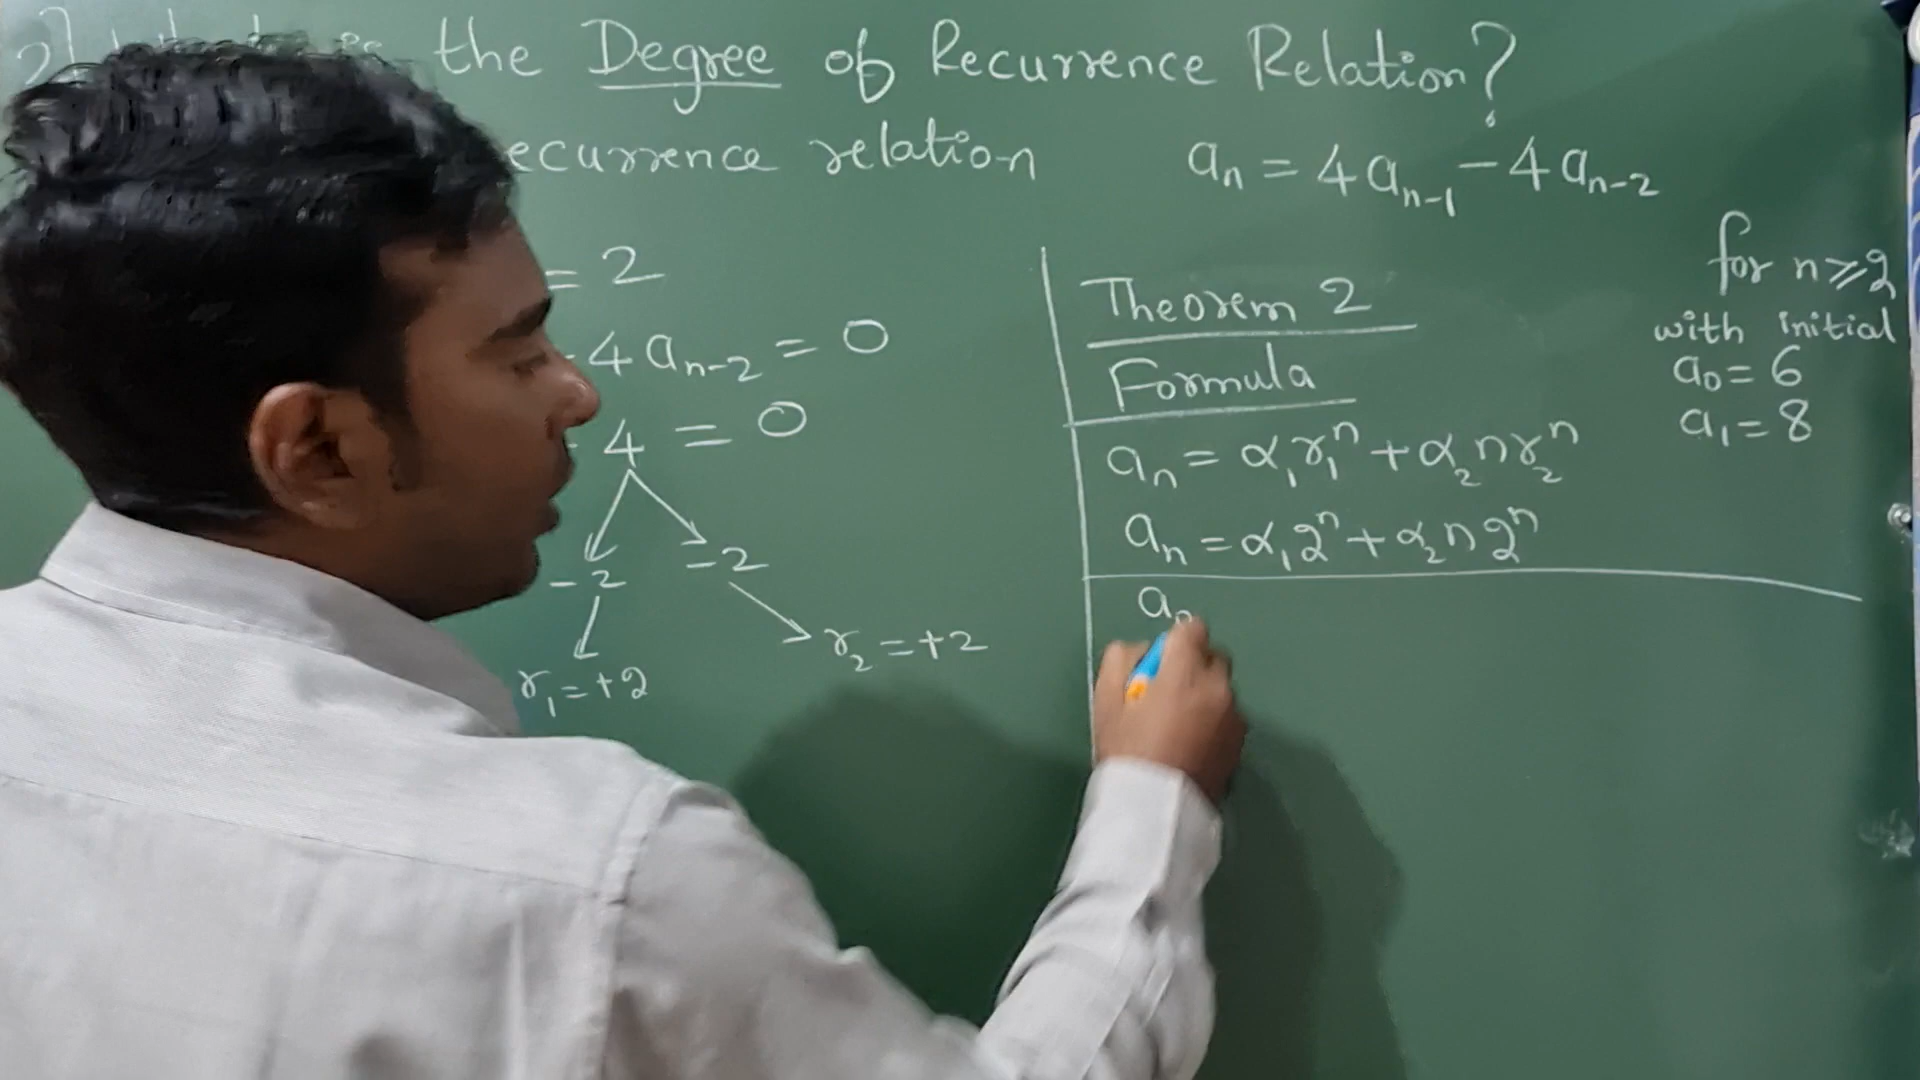 the Degree of Recurrence Relation?
ecurrence relation aₙ = 4aₙ₋₁ - 4aₙ₋₂
for n ≥ 2
with initial
a₀ = 6
a₁ = 8
= 2
4aₙ₋₂ = 0
4 = 0
-2 -2
r₁ = +2
r₂ = +2
Theorem 2
Formula
aₙ = α₁r₁ⁿ + α₂nr₂ⁿ
aₙ = α₁2ⁿ + α₂n2ⁿ
a